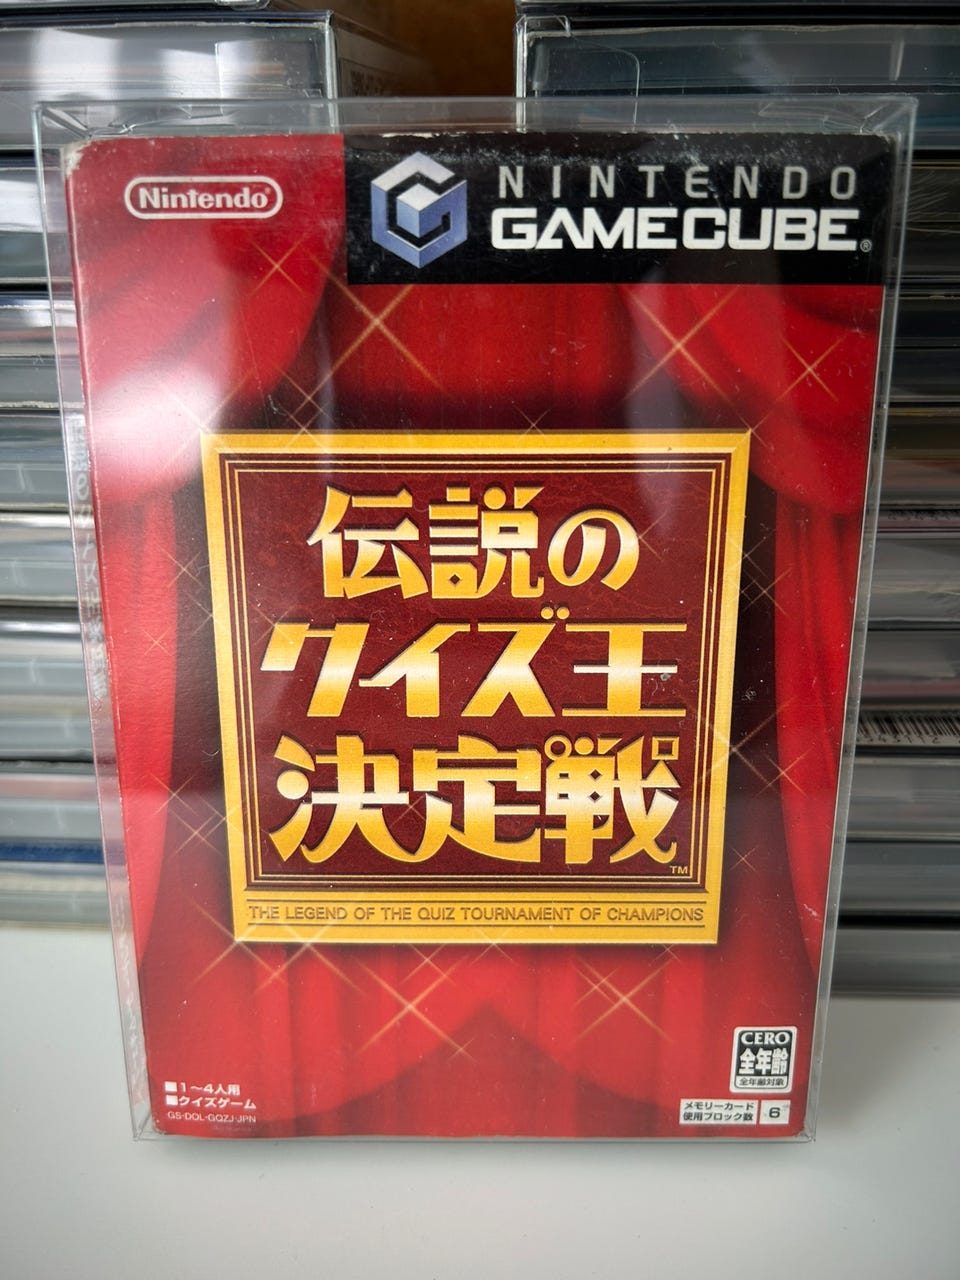 Nintendo®
NINTENDO
GAMECUBE®
伝説の
クイズ王
決定戦™
THE LEGEND OF THE QUIZ TOURNAMENT OF CHAMPIONS
CERO
全年齢
全年齢対象
■1〜4人用
■クイズゲーム
GS-DOL-GQZJ-JPN
メモリーカード
使用ブロック数
6